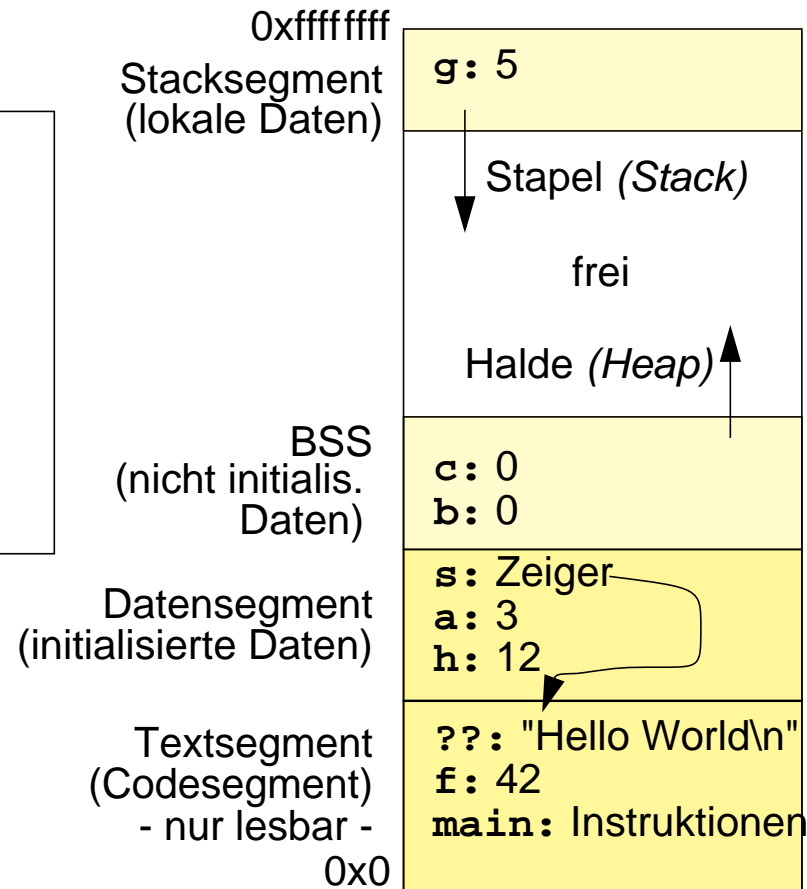 0xffffffff
Stacksegment
(lokale Daten)
g: 5
Stapel (Stack)
frei
Halde (Heap)
BSS
(nicht initialis.
Daten)
c: 0
b: 0
Datensegment
(initialisierte Daten)
s: Zeiger
a: 3
h: 12
Textsegment
(Codesegment)
- nur lesbar -
0x0
??: "Hello World\n"
f: 42
main: Instruktionen